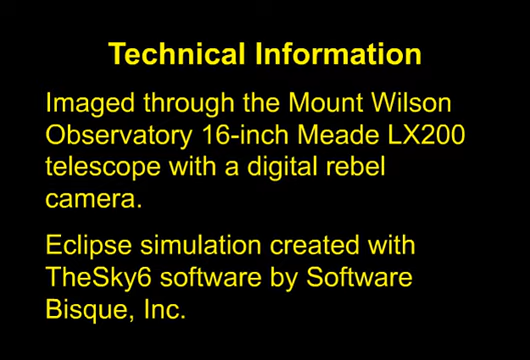 Technical Information
Imaged through the Mount Wilson
Observatory 16-inch Meade LX200
telescope with a digital rebel
camera.
Eclipse simulation created with
TheSky6 software by Software
Bisque, Inc.